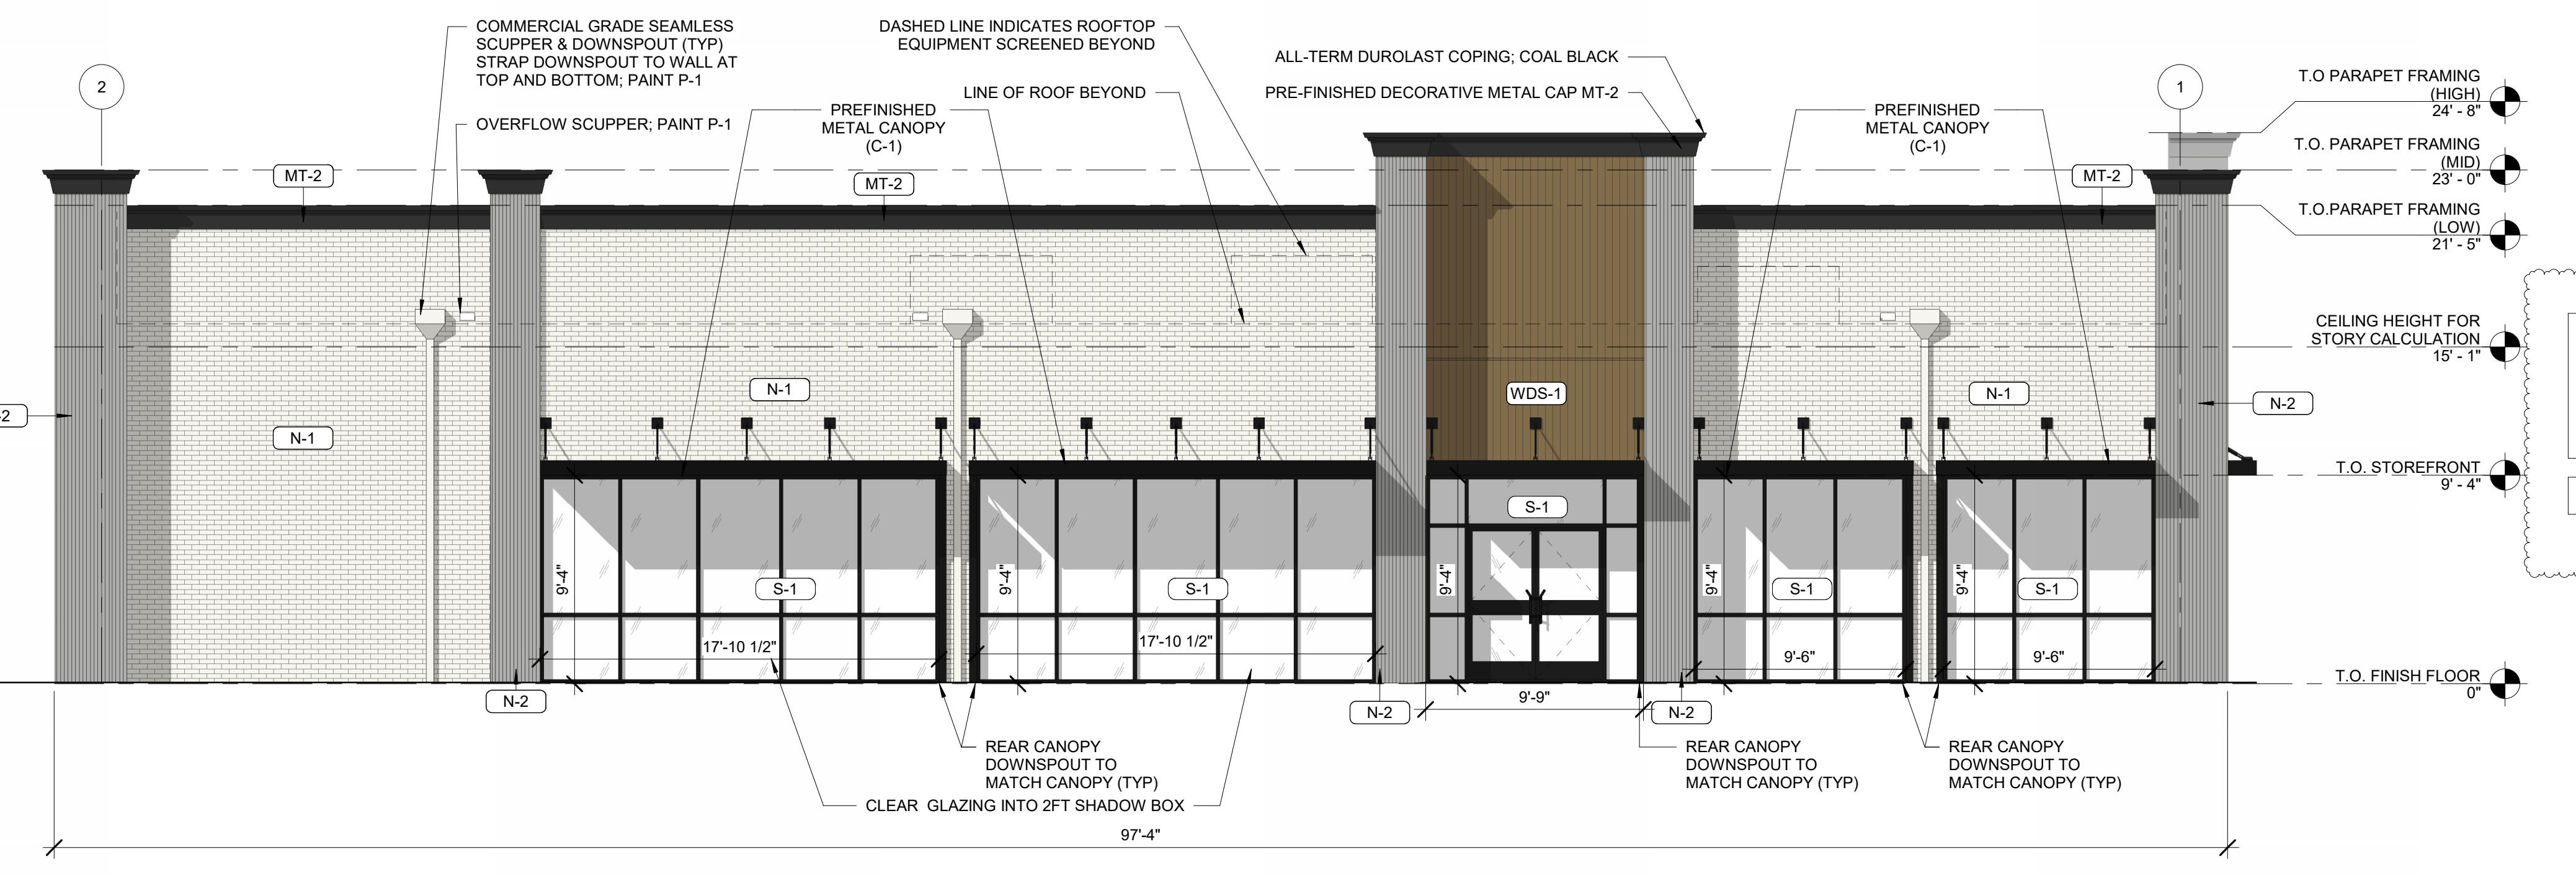 COMMERCIAL GRADE SEAMLESS
SCUPPER & DOWNSPOUT (TYP)
STRAP DOWNSPOUT TO WALL AT
TOP AND BOTTOM; PAINT P-1
OVERFLOW SCUPPER; PAINT P-1
DASHED LINE INDICATES ROOFTOP
EQUIPMENT SCREENED BEYOND
LINE OF ROOF BEYOND
PREFINISHED
METAL CANOPY
(C-1)
ALL-TERM DUROLAST COPING; COAL BLACK
PRE-FINISHED DECORATIVE METAL CAP MT-2
PREFINISHED
METAL CANOPY
(C-1)
2
1
T.O PARAPET FRAMING
(HIGH)
24' - 8"
T.O. PARAPET FRAMING
(MID)
23' - 0"
T.O.PARAPET FRAMING
(LOW)
21' - 5"
CEILING HEIGHT FOR
STORY CALCULATION
15' - 1"
T.O. STOREFRONT
9' - 4"
T.O. FINISH FLOOR
0"
MT-2
MT-2
MT-2
-2
N-1
N-1
WDS-1
N-1
N-2
S-1
S-1
S-1
S-1
S-1
9'-4"
9'-4"
9'-4"
9'-4"
9'-4"
17'-10 1/2"
17'-10 1/2"
9'-9"
9'-6"
9'-6"
N-2
N-2
N-2
REAR CANOPY
DOWNSPOUT TO
MATCH CANOPY (TYP)
REAR CANOPY
DOWNSPOUT TO
MATCH CANOPY (TYP)
REAR CANOPY
DOWNSPOUT TO
MATCH CANOPY (TYP)
CLEAR GLAZING INTO 2FT SHADOW BOX
97'-4"